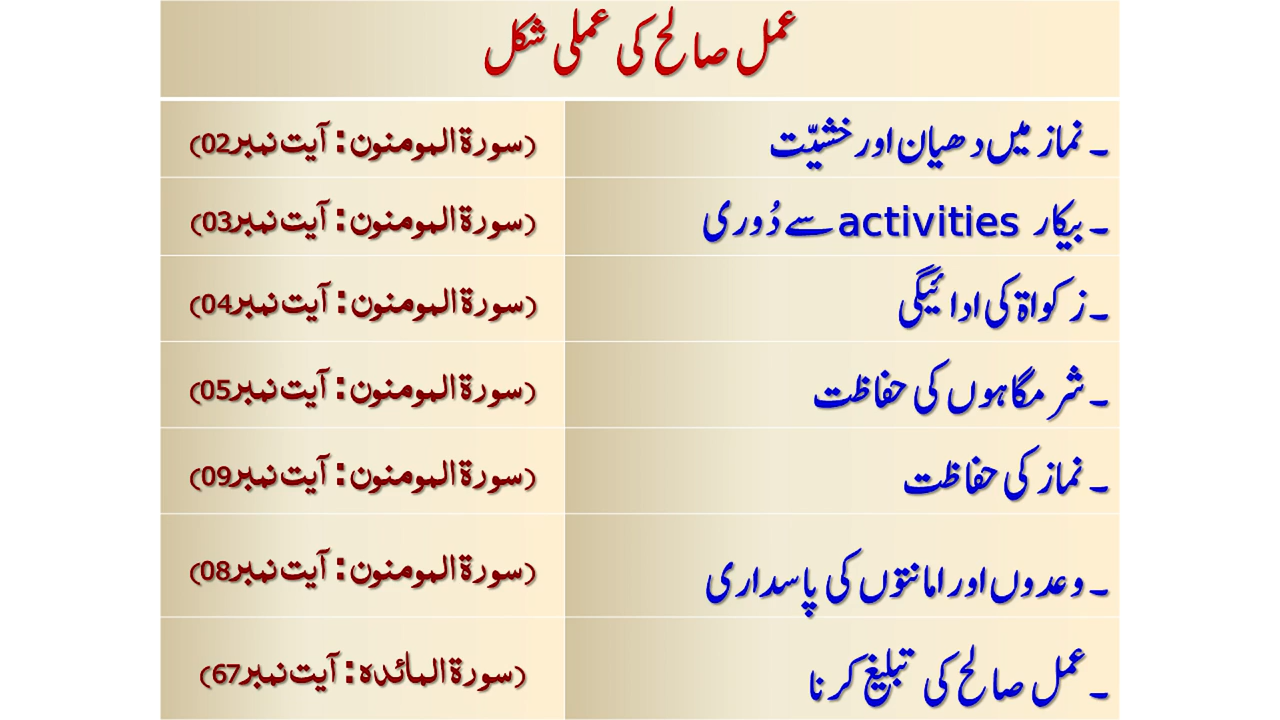 عمل صالح کی عملی شکل
۔ نماز میں دھیان اور خشیّت (سورۃ المومنون: آیت نمبر02)
۔ بیکار activities سے دُوری (سورۃ المومنون: آیت نمبر03)
۔ زکواۃ کی ادائیگی (سورۃ المومنون: آیت نمبر04)
۔ شرمگاہوں کی حفاظت (سورۃ المومنون: آیت نمبر05)
۔ نماز کی حفاظت (سورۃ المومنون: آیت نمبر09)
۔ وعدوں اور امانتوں کی پاسداری (سورۃ المومنون: آیت نمبر08)
۔ عمل صالح کی تبلیغ کرنا (سورۃ المائدہ: آیت نمبر67)